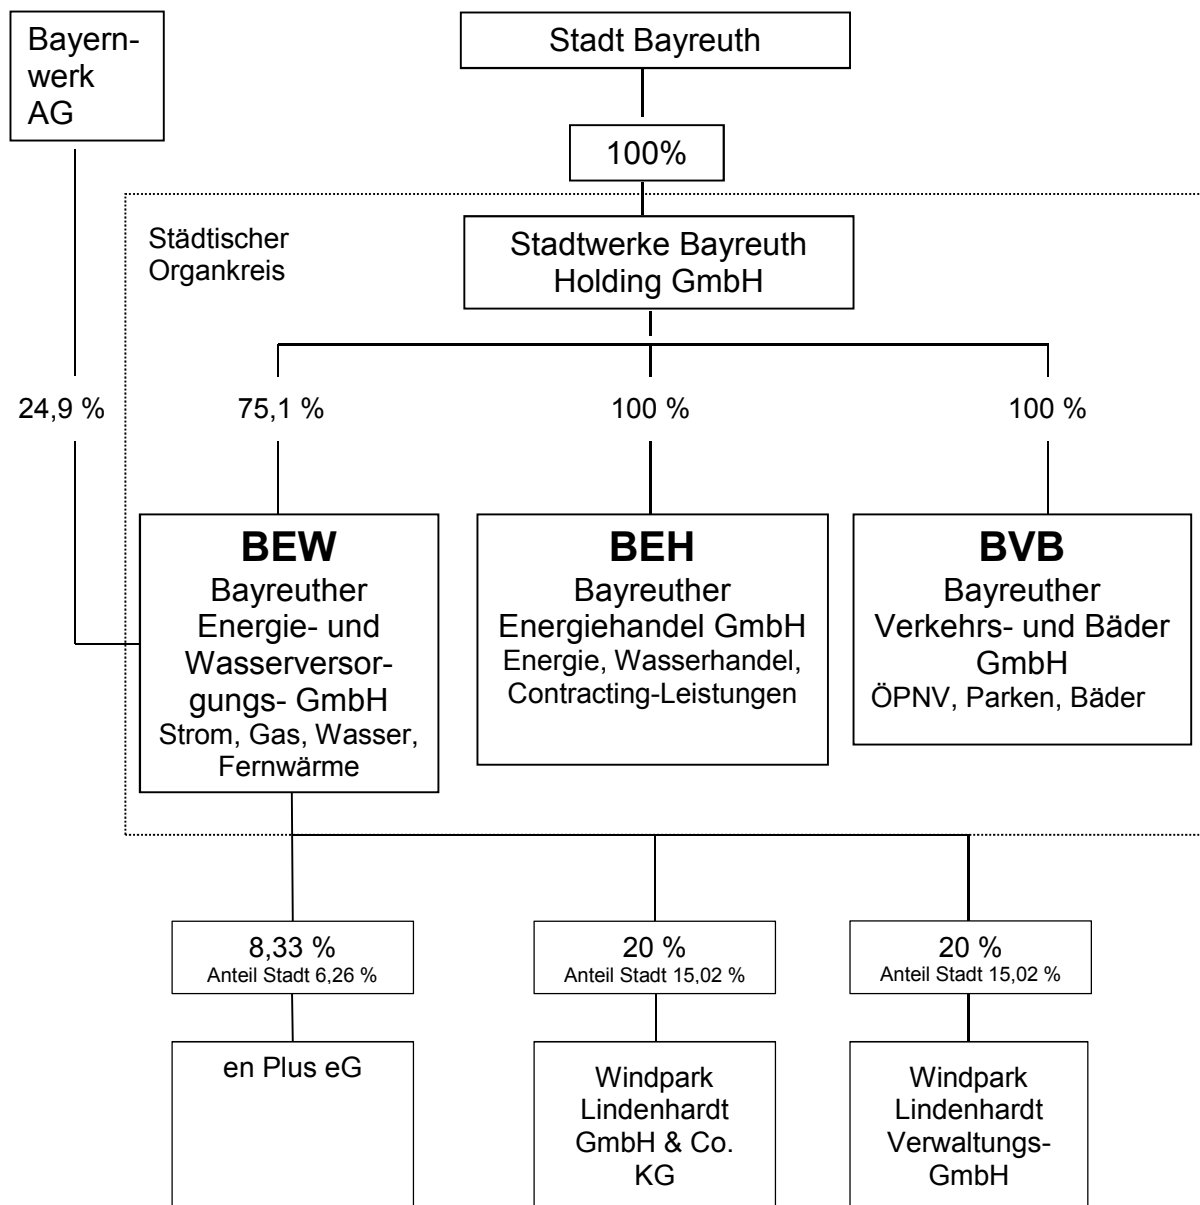 Bayern-
werk
AG
Stadt Bayreuth
100%
Städtischer
Organkreis
Stadtwerke Bayreuth
Holding GmbH
24,9 %
75,1 %
100 %
100 %
BEW
Bayreuther
Energie- und
Wasserversor-
gungs- GmbH
Strom, Gas, Wasser,
Fernwärme
BEH
Bayreuther
Energiehandel GmbH
Energie, Wasserhandel,
Contracting-Leistungen
BVB
Bayreuther
Verkehrs- und Bäder
GmbH
ÖPNV, Parken, Bäder
8,33 %
Anteil Stadt 6,26 %
20 %
Anteil Stadt 15,02 %
20 %
Anteil Stadt 15,02 %
en Plus eG
Windpark
Lindenhardt
GmbH & Co.
KG
Windpark
Lindenhardt
Verwaltungs-
GmbH